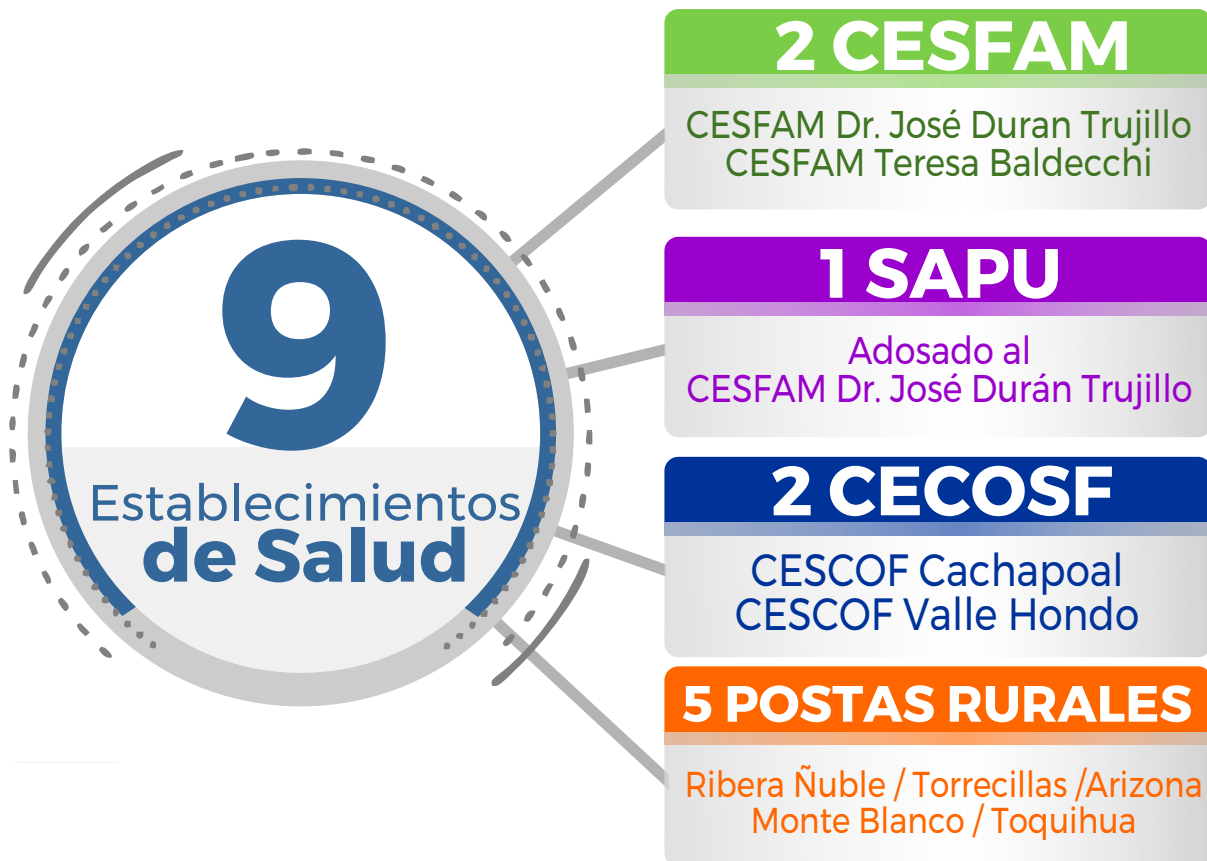 9
Establecimientos
de Salud
2 CESFAM
CESFAM Dr. José Duran Trujillo
CESFAM Teresa Baldecchi
1 SAPU
Adosado al
CESFAM Dr. José Durán Trujillo
2 CECOSF
CESCOF Cachapoal
CESCOF Valle Hondo
5 POSTAS RURALES
Ribera Ñuble / Torrecillas /Arizona
Monte Blanco / Toquihua